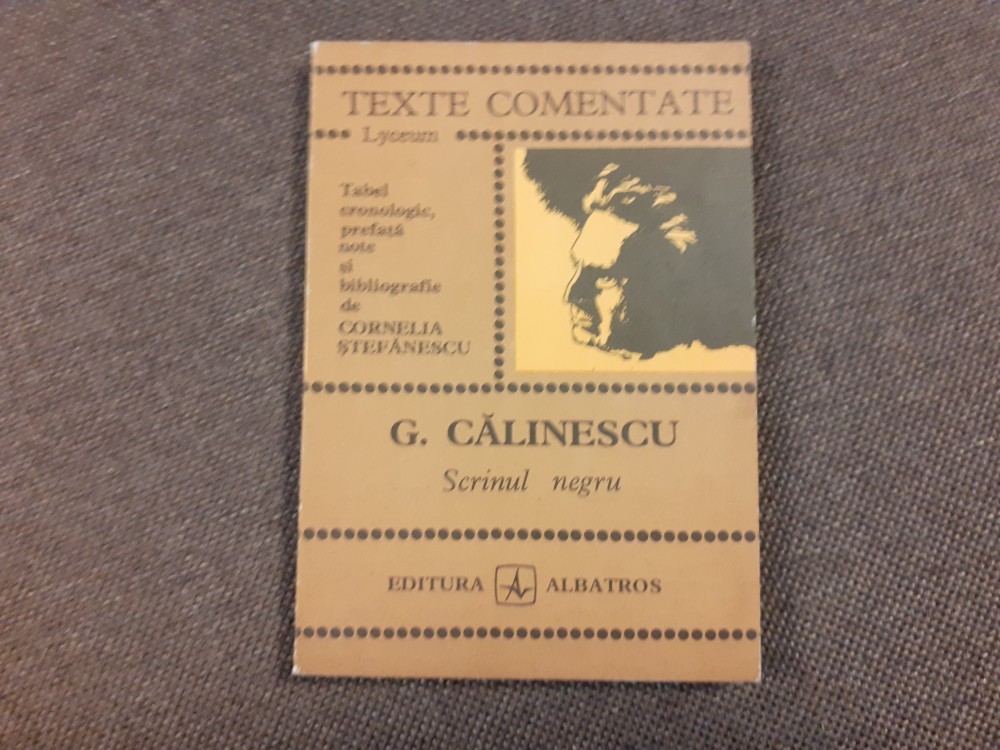 TEXTE COMENTATE
Lyceum
Tabel
cronologic,
prefață
note
și
bibliografie
de
CORNELIA
ȘTEFĂNESCU
G. CĂLINESCU
Scrinul negru
EDITURA ALBATROS